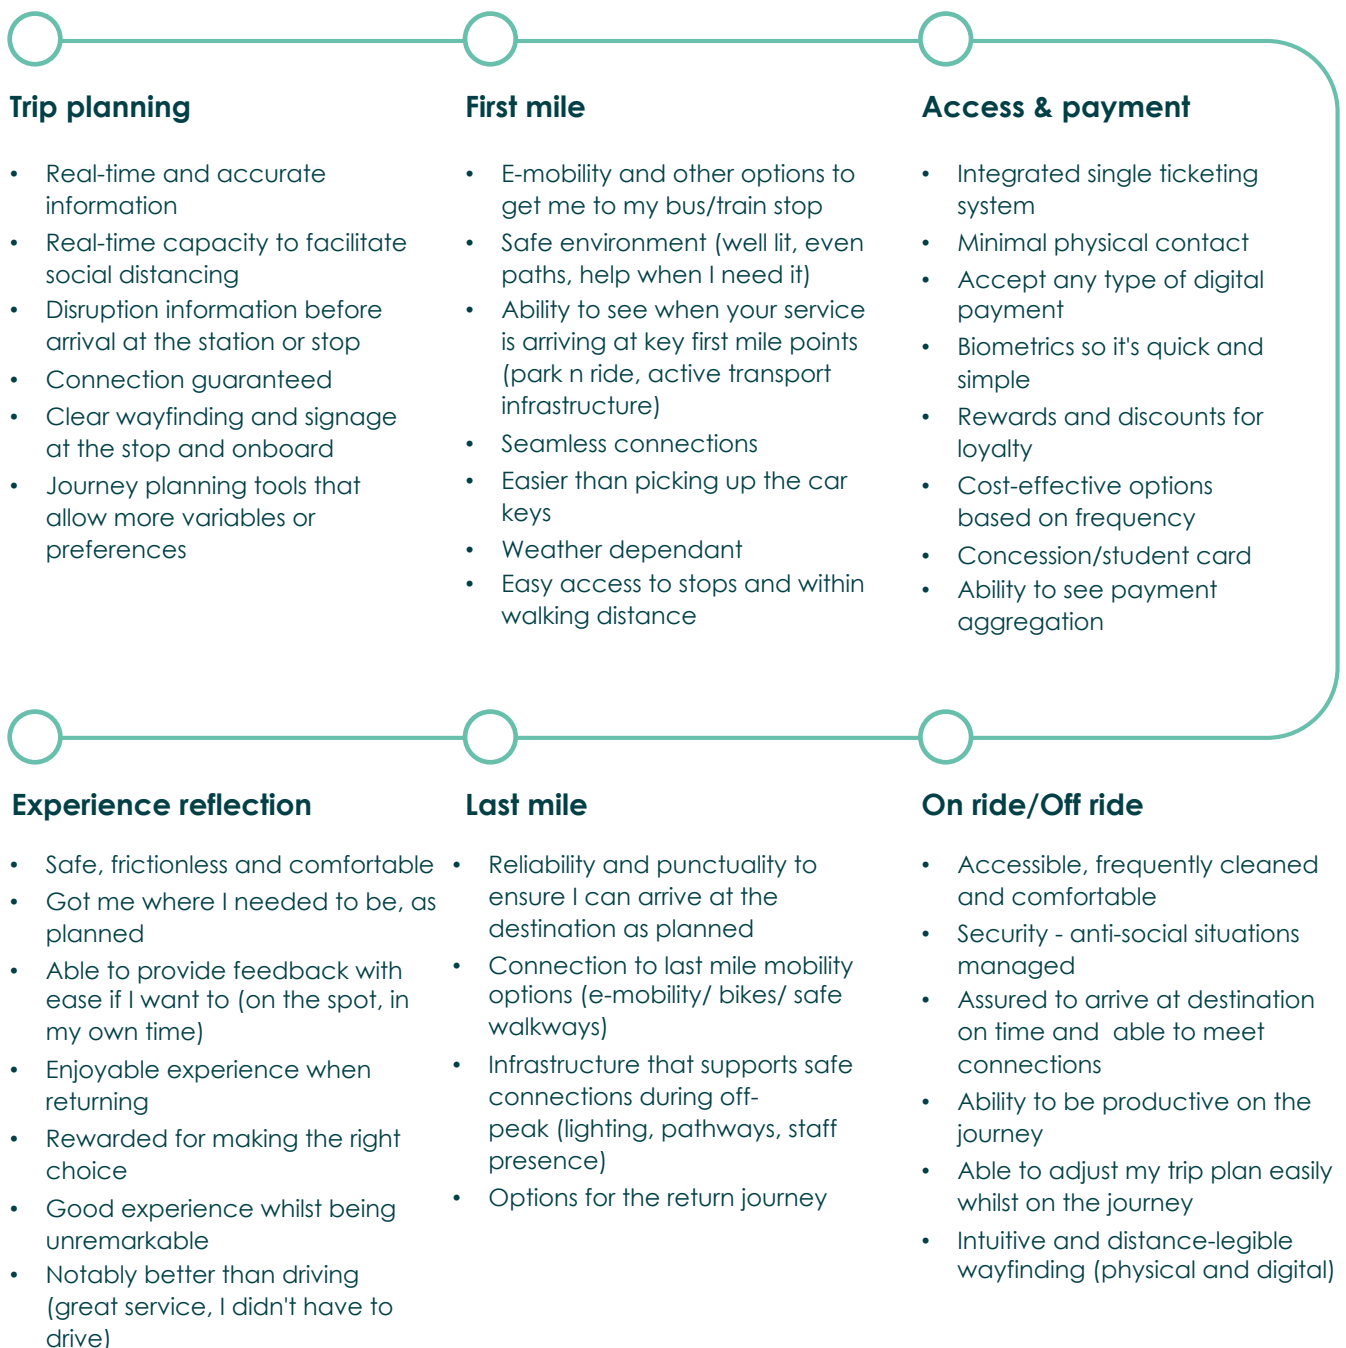 Trip planning
• Real-time and accurate
information
• Real-time capacity to facilitate
social distancing
• Disruption information before
arrival at the station or stop
• Connection guaranteed
• Clear wayfinding and signage
at the stop and onboard
• Journey planning tools that
allow more variables or
preferences
First mile
• E-mobility and other options to
get me to my bus/train stop
• Safe environment (well lit, even
paths, help when I need it)
• Ability to see when your service
is arriving at key first mile points
(park n ride, active transport
infrastructure)
• Seamless connections
• Easier than picking up the car
keys
• Weather dependant
• Easy access to stops and within
walking distance
Access & payment
• Integrated single ticketing
system
• Minimal physical contact
• Accept any type of digital
payment
• Biometrics so it's quick and
simple
• Rewards and discounts for
loyalty
• Cost-effective options
based on frequency
• Concession/student card
• Ability to see payment
aggregation
Experience reflection
• Safe, frictionless and comfortable
• Got me where I needed to be, as
planned
• Able to provide feedback with
ease if I want to (on the spot, in
my own time)
• Enjoyable experience when
returning
• Rewarded for making the right
choice
• Good experience whilst being
unremarkable
• Notably better than driving
(great service, I didn't have to
drive)
Last mile
• Reliability and punctuality to
ensure I can arrive at the
destination as planned
• Connection to last mile mobility
options (e-mobility/ bikes/ safe
walkways)
• Infrastructure that supports safe
connections during off-
peak (lighting, pathways, staff
presence)
• Options for the return journey
On ride/Off ride
• Accessible, frequently cleaned
and comfortable
• Security - anti-social situations
managed
• Assured to arrive at destination
on time and  able to meet
connections
• Ability to be productive on the
journey
• Able to adjust my trip plan easily
whilst on the journey
• Intuitive and distance-legible
wayfinding (physical and digital)